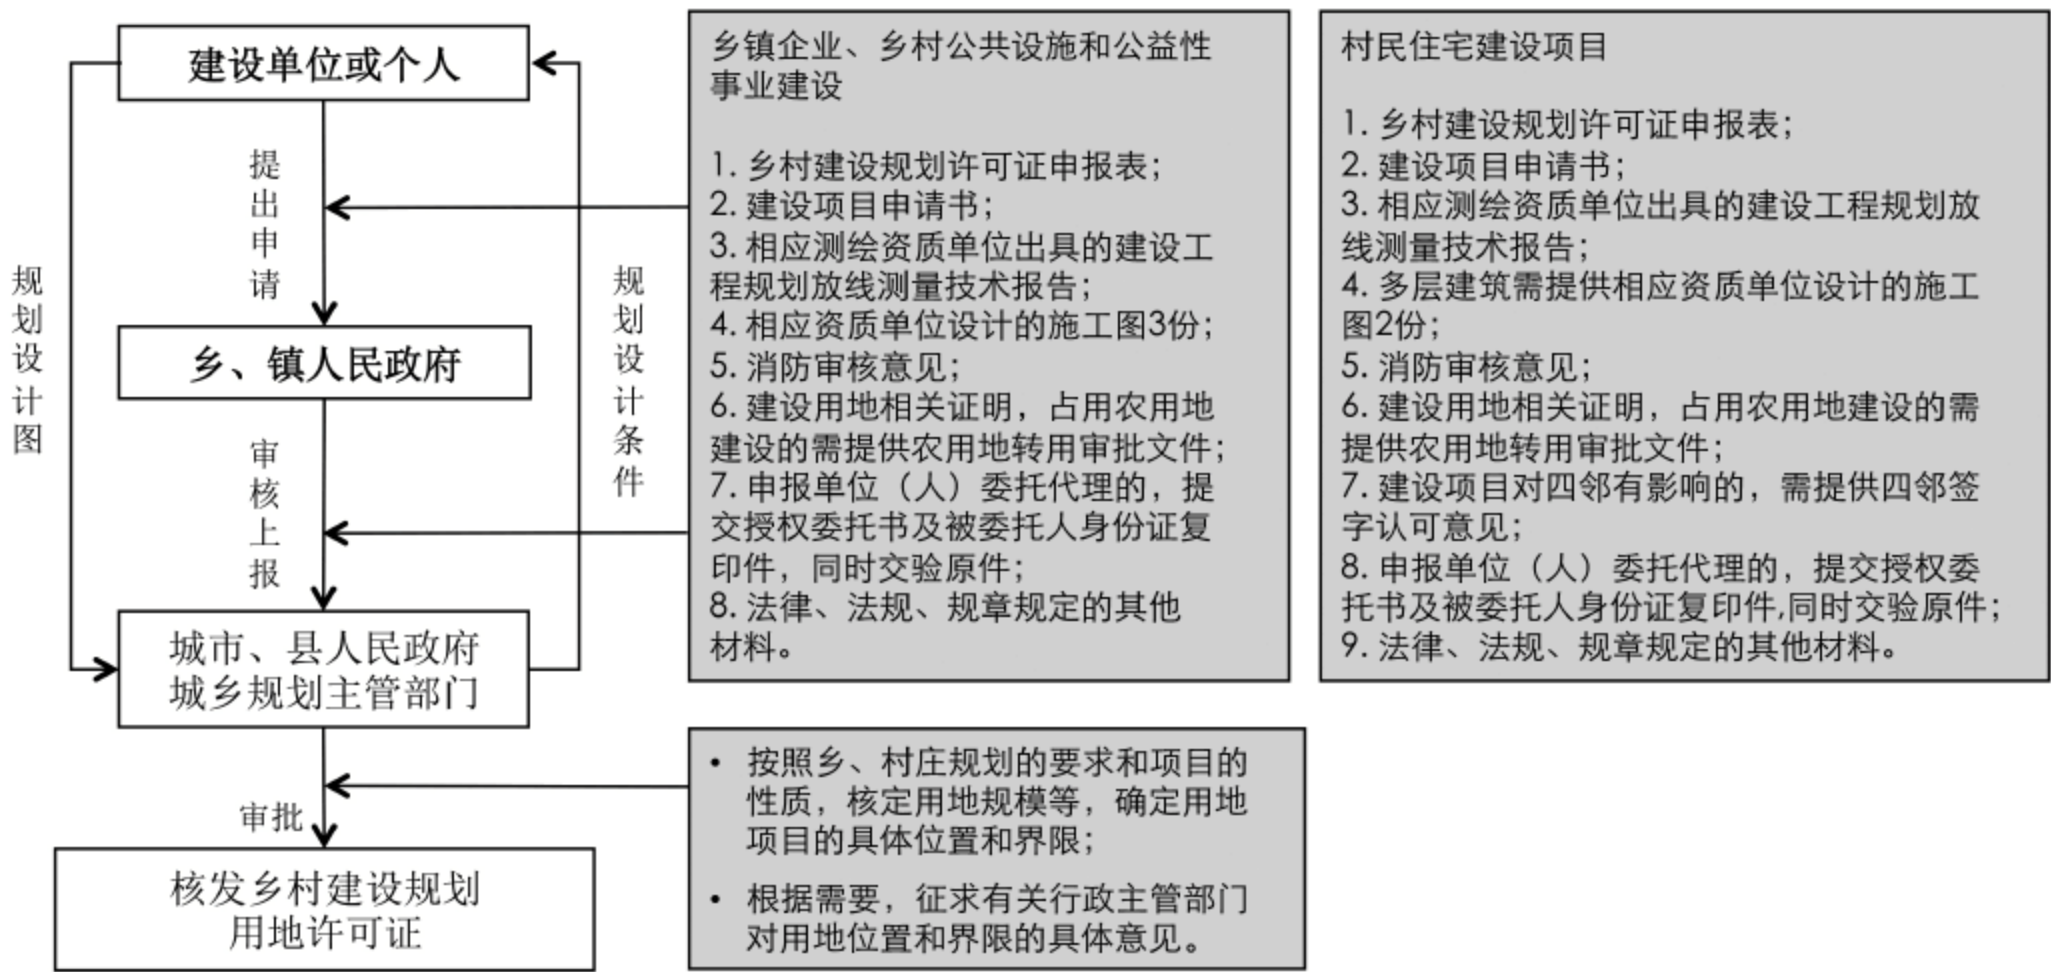 建设单位或个人
提出申请
乡、镇人民政府
审核上报
城市、县人民政府
城乡规划主管部门
审批
核发乡村建设规划
用地许可证
规划设计图
规划设计条件
乡镇企业、乡村公共设施和公益性
事业建设
1. 乡村建设规划许可证申报表；
2. 建设项目申请书；
3. 相应测绘资质单位出具的建设工
程规划放线测量技术报告；
4. 相应资质单位设计的施工图3份；
5. 消防审核意见；
6. 建设用地相关证明，占用农用地
建设的需提供农用地转用审批文件；
7. 申报单位（人）委托代理的，提
交授权委托书及被委托人身份证复
印件，同时交验原件；
8. 法律、法规、规章规定的其他
材料。
村民住宅建设项目
1. 乡村建设规划许可证申报表；
2. 建设项目申请书；
3. 相应测绘资质单位出具的建设工程规划放
线测量技术报告；
4. 多层建筑需提供相应资质单位设计的施工
图2份；
5. 消防审核意见；
6. 建设用地相关证明，占用农用地建设的需
提供农用地转用审批文件；
7. 建设项目对四邻有影响的，需提供四邻签
字认可意见；
8. 申报单位（人）委托代理的，提交授权委
托书及被委托人身份证复印件,同时交验原件；
9. 法律、法规、规章规定的其他材料。
• 按照乡、村庄规划的要求和项目的
性质，核定用地规模等，确定用地
项目的具体位置和界限；
• 根据需要，征求有关行政主管部门
对用地位置和界限的具体意见。